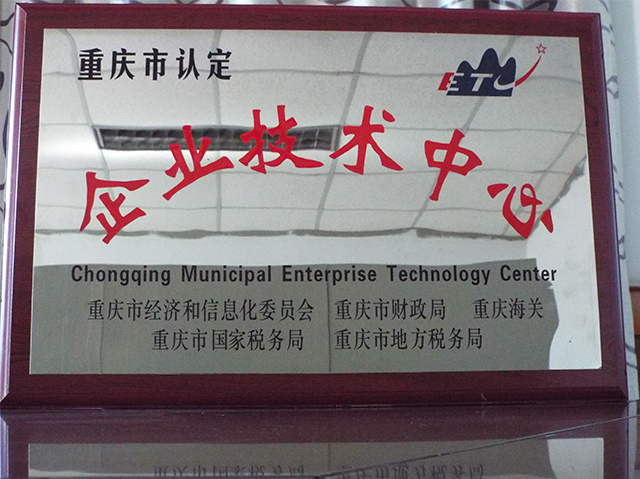 重庆市认定
ETC
企业技术中心
Chongqing Municipal Enterprise Technology Center
重庆市经济和信息化委员会 重庆市财政局 重庆海关
重庆市国家税务局 重庆市地方税务局